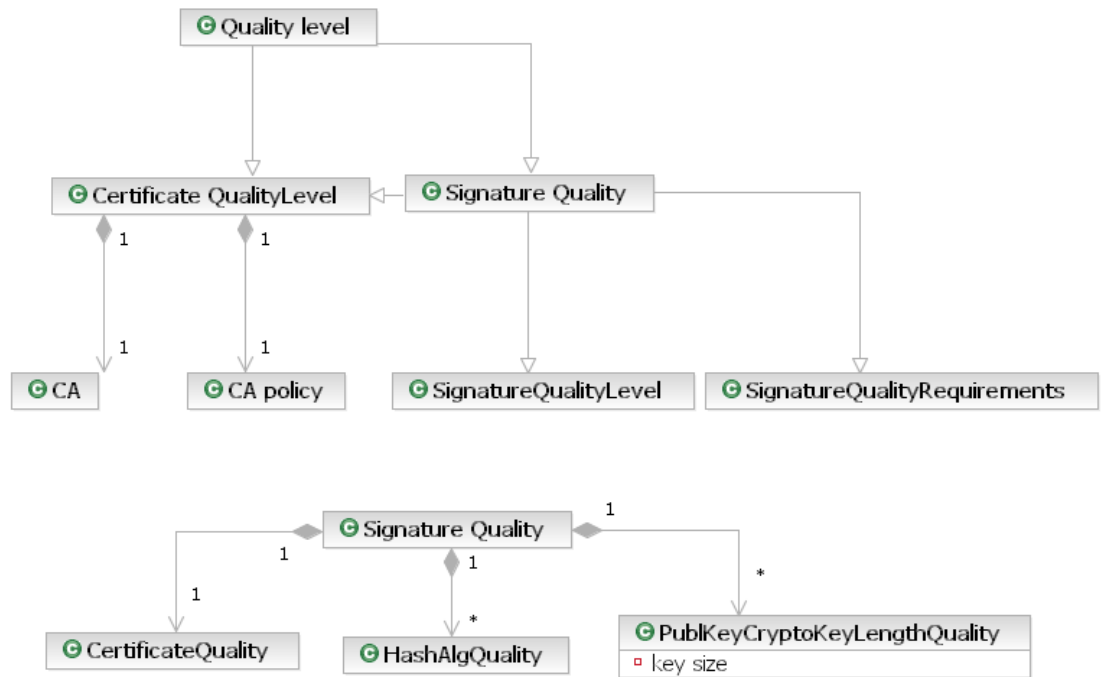 Quality level
Certificate QualityLevel
Signature Quality
1
1
1
1
CA
CA policy
SignatureQualityLevel
SignatureQualityRequirements
1
Signature Quality
1
1
1
*
*
CertificateQuality
HashAlgQuality
PublKeyCryptoKeyLengthQuality
key size